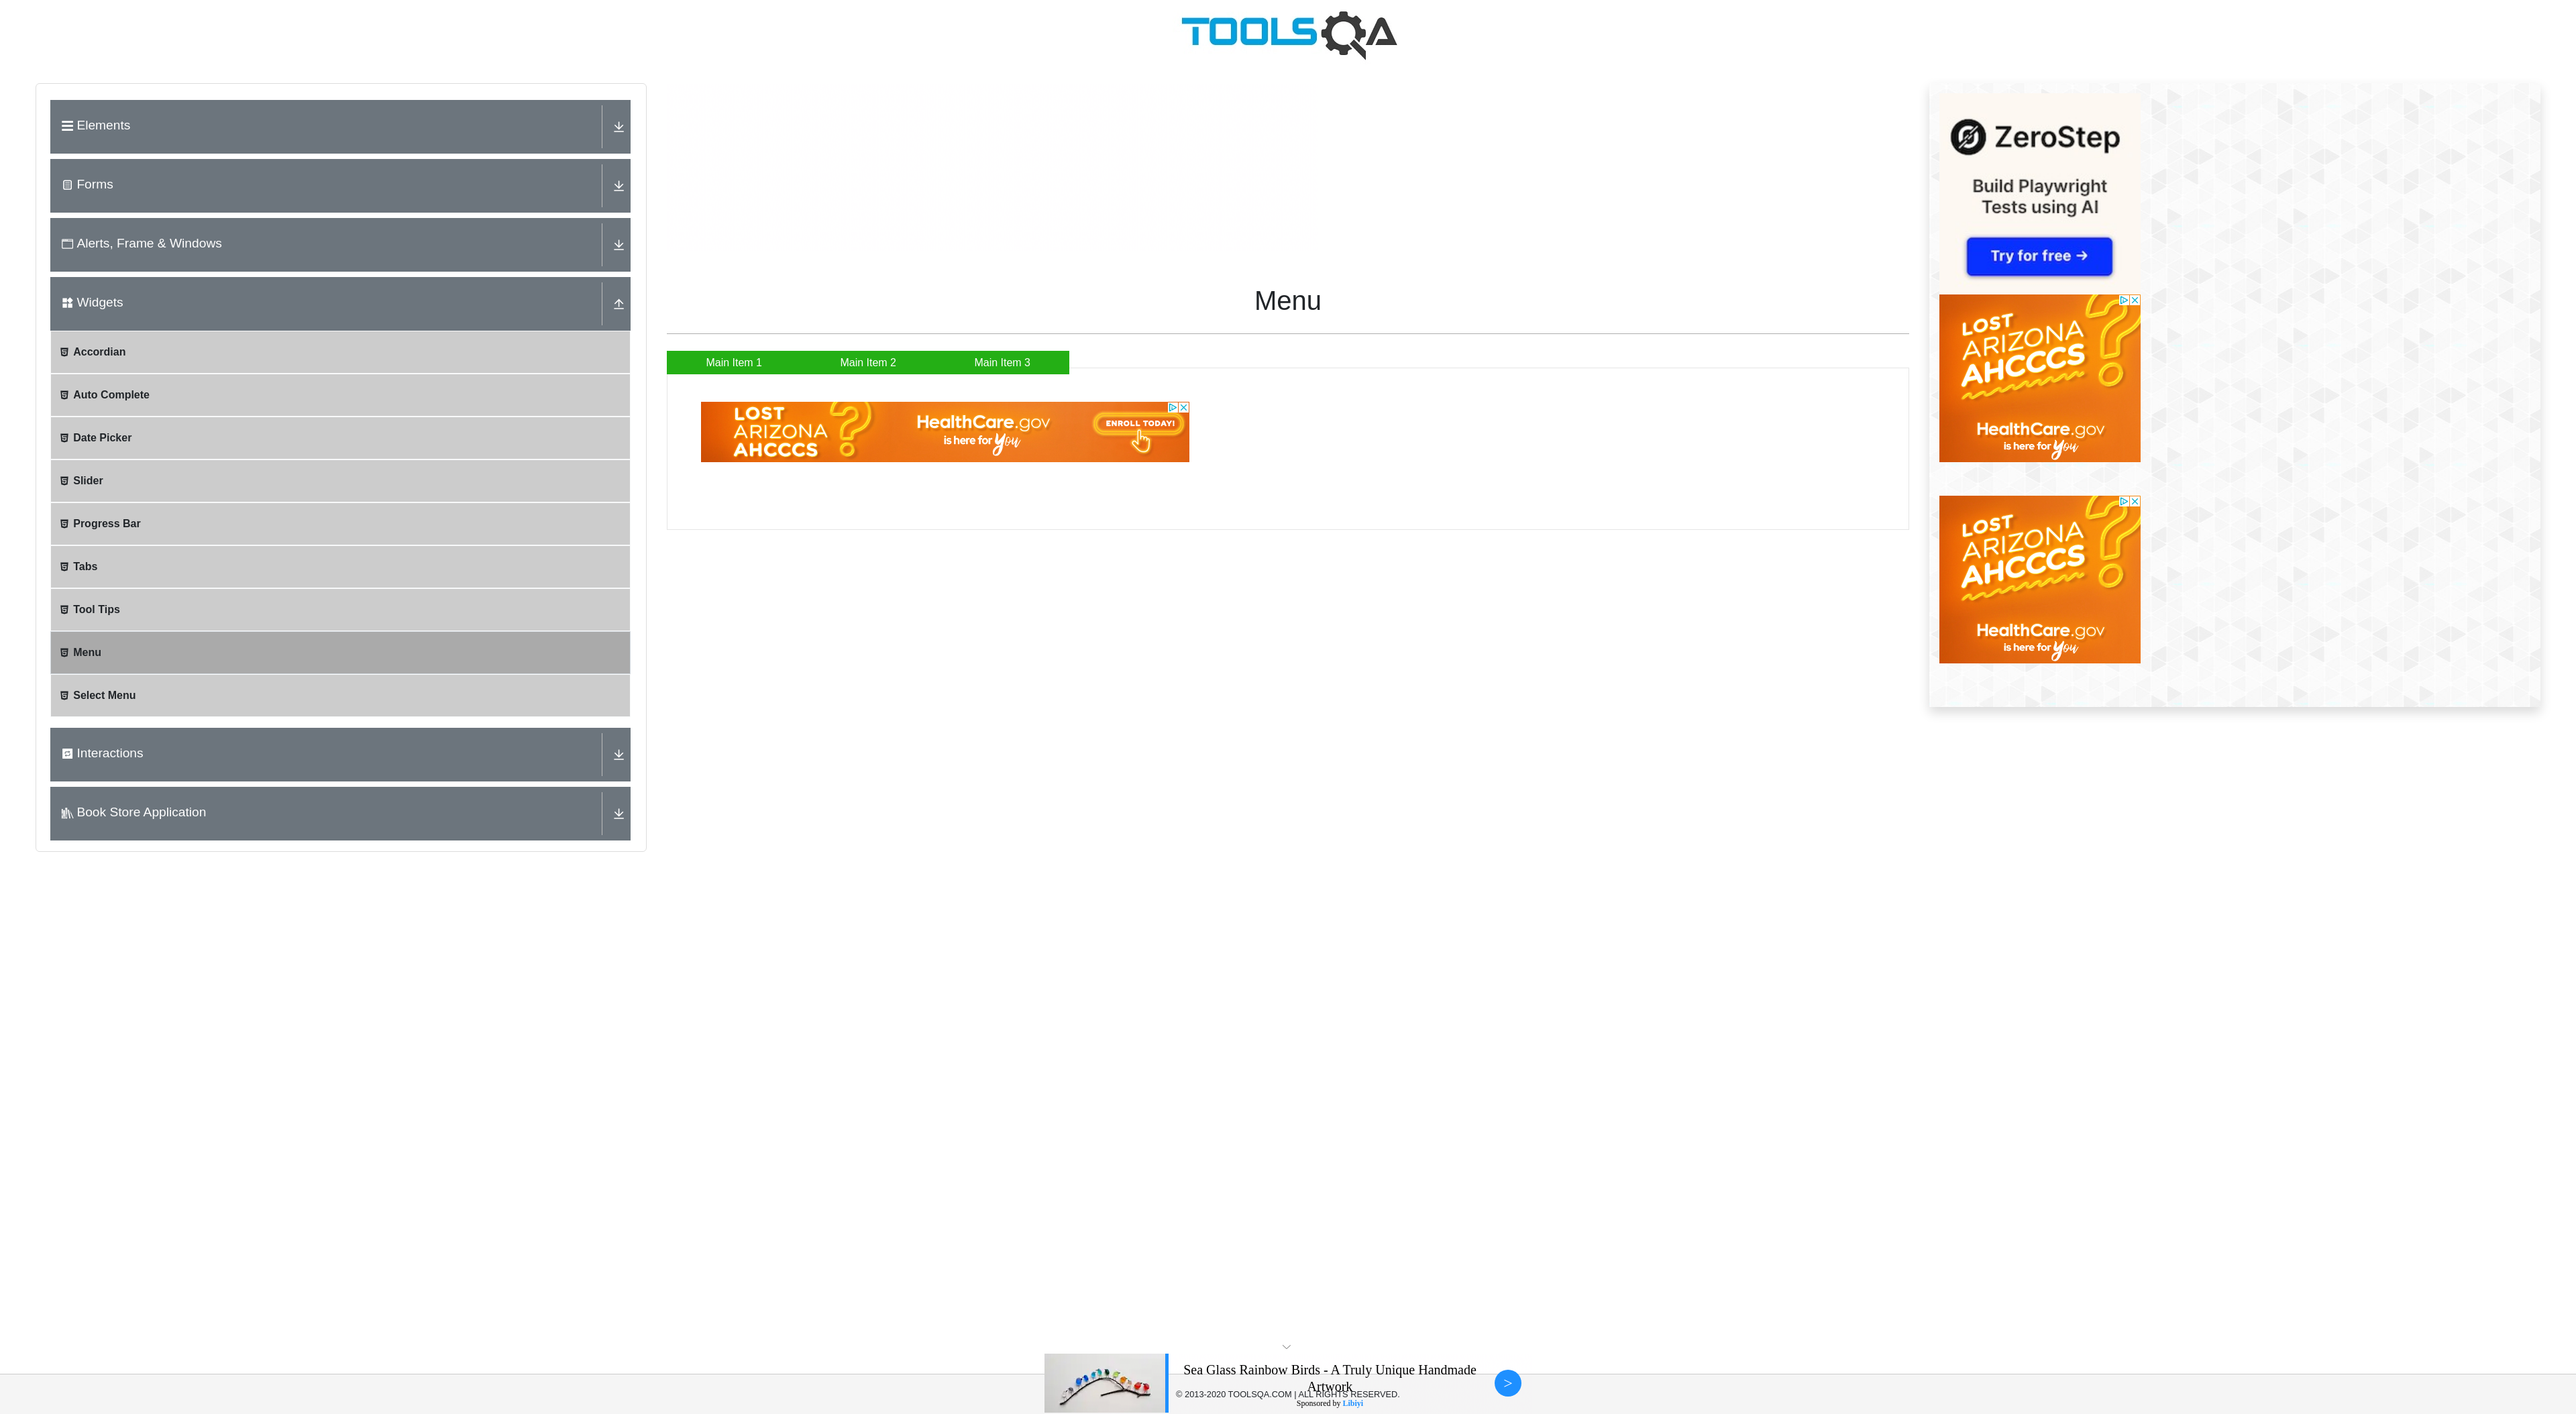 TOOLSQA
Elements
Forms
Alerts, Frame & Windows
Widgets
Accordian
Auto Complete
Date Picker
Slider
Progress Bar
Tabs
Tool Tips
Menu
Select Menu
Interactions
Book Store Application
Menu
Main Item 1 Main Item 2 Main Item 3
LOST
ARIZONA
AHCCCS
?
HealthCare.gov
is here for you
ENROLL TODAY!
ZeroStep
Build Playwright
Tests using AI
Try for free →
LOST
ARIZONA
AHCCCS
?
HealthCare.gov
is here for you
LOST
ARIZONA
AHCCCS
?
HealthCare.gov
is here for you
Sea Glass Rainbow Birds - A Truly Unique Handmade
Artwork
© 2013-2020 TOOLSQA.COM | ALL RIGHTS RESERVED.
Sponsored by Libiyi
>